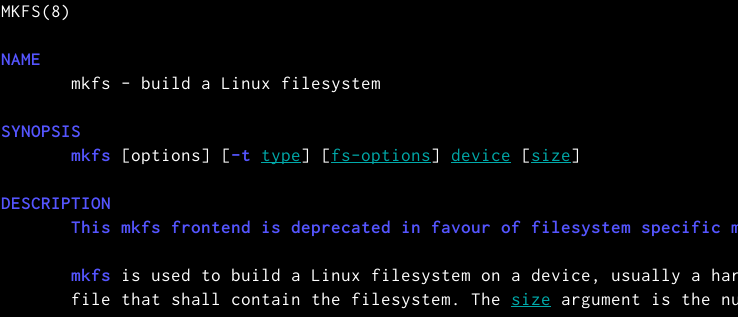 MKFS(8)
NAME
mkfs - build a Linux filesystem
SYNOPSIS
mkfs [options] [-t type] [fs-options] device [size]
DESCRIPTION
This mkfs frontend is deprecated in favour of filesystem specific
mkfs is used to build a Linux filesystem on a device, usually a
file that shall contain the filesystem. The size argument is the